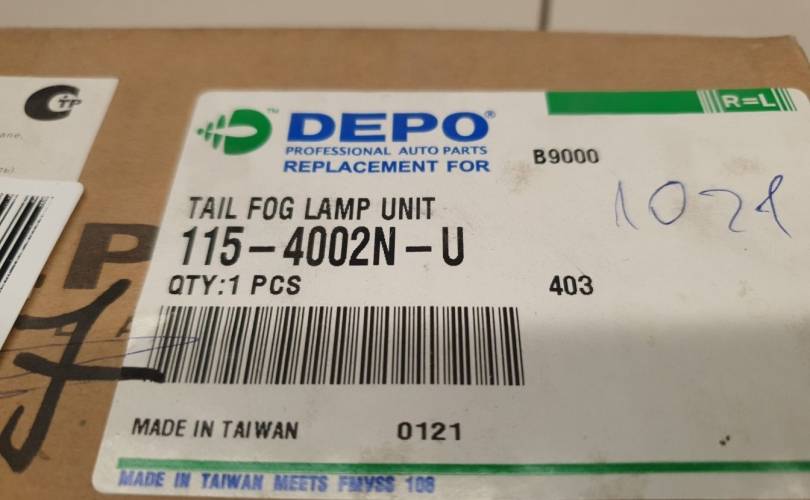 DEPO®
PROFESSIONAL AUTO PARTS
REPLACEMENT FOR
B9000
R=L
TAIL FOG LAMP UNIT
115-4002N-U
QTY:1 PCS
403
MADE IN TAIWAN
0121
MADE IN TAIWAN MEETS FMVSS 108